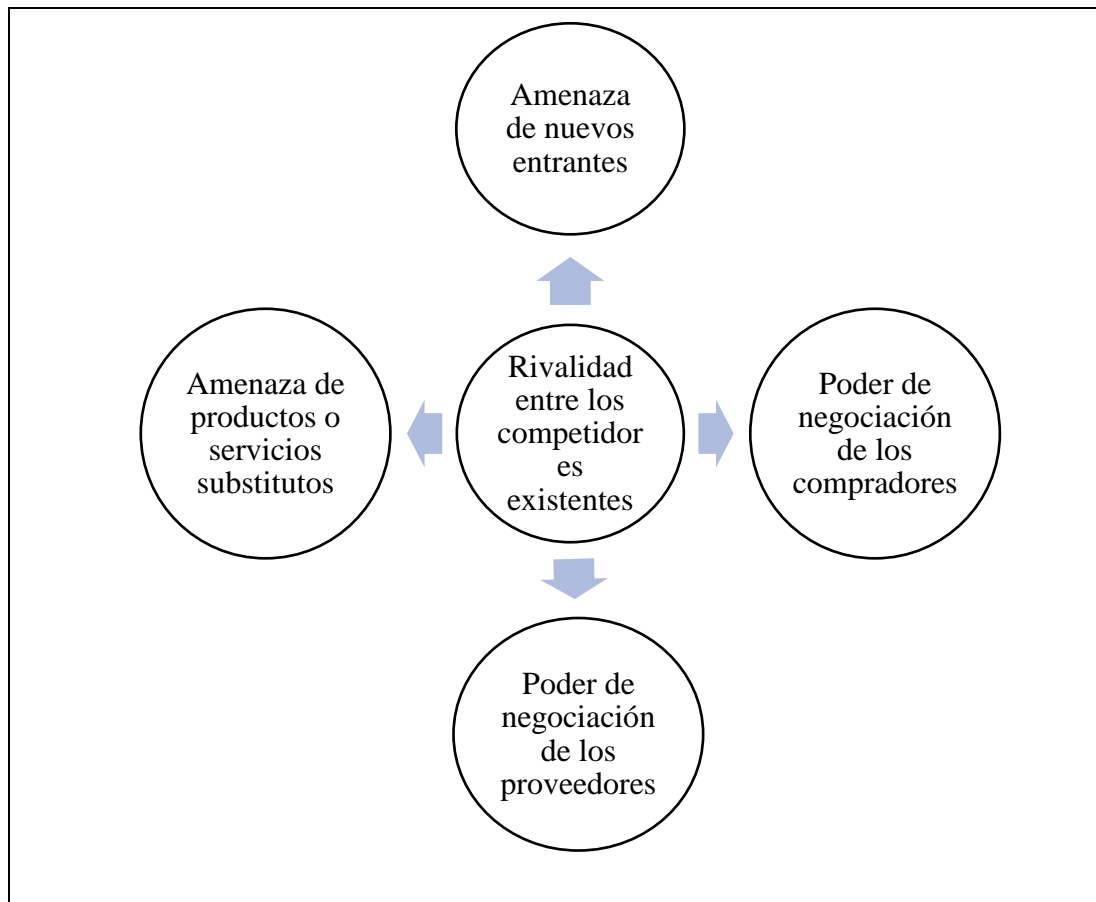 Amenaza
de nuevos
entrantes
Amenaza de
productos o
servicios
substitutos
Rivalidad
entre los
competidor
es
existentes
Poder de
negociación
de los
compradores
Poder de
negociación
de los
proveedores